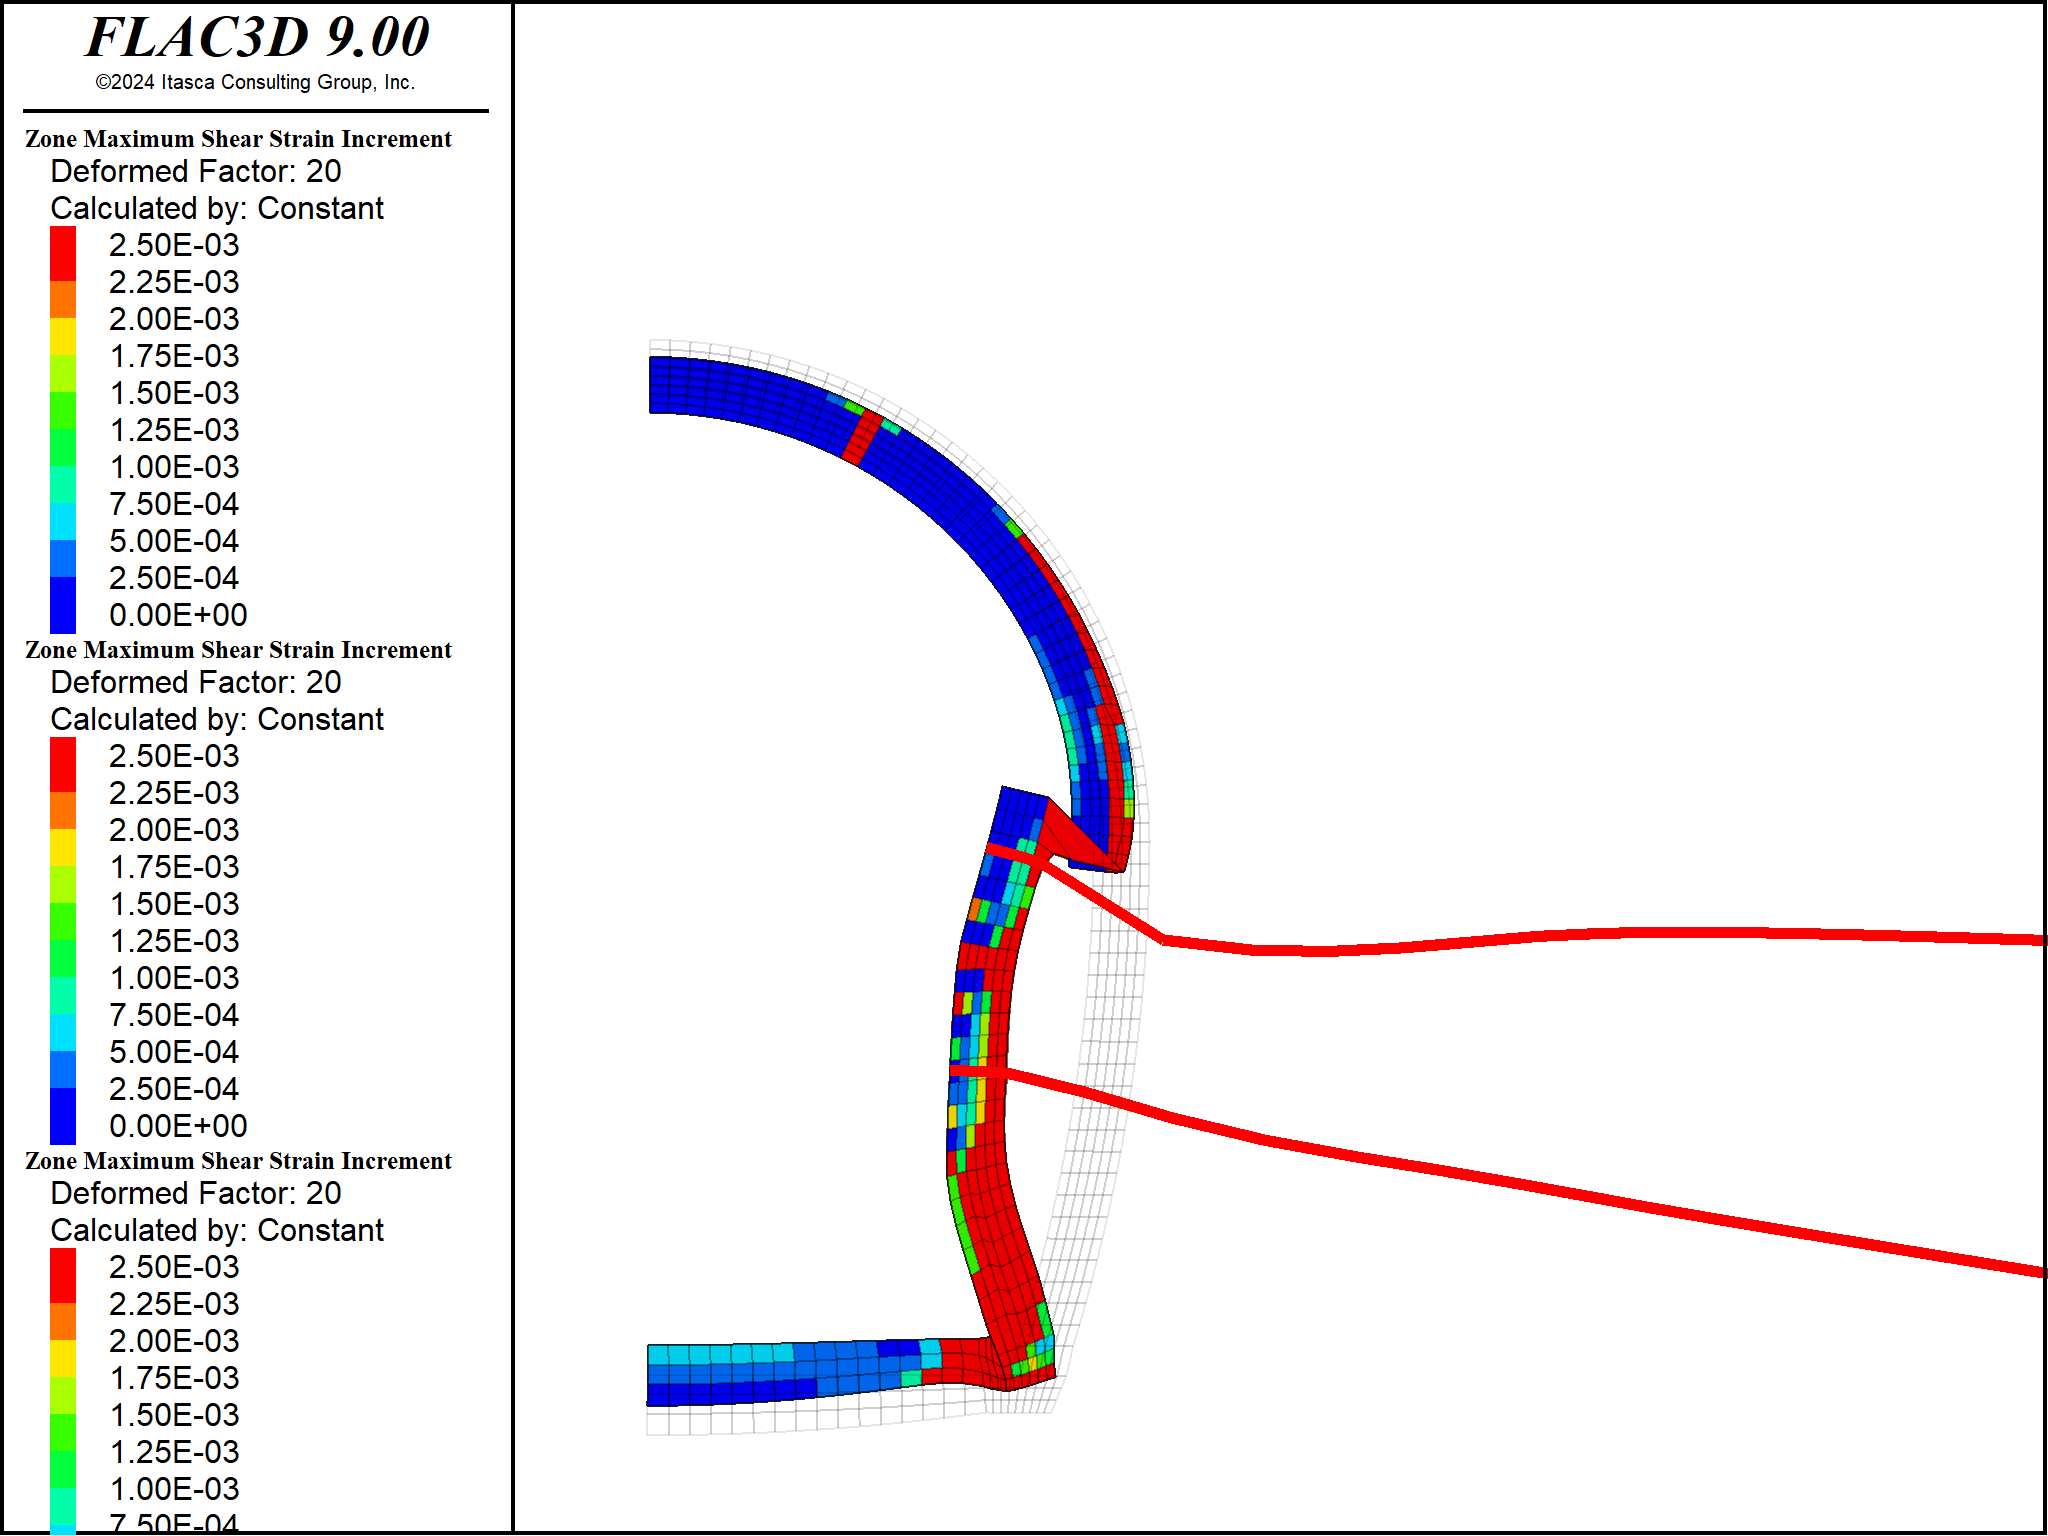 FLAC3D 9.00
©2024 Itasca Consulting Group, Inc.
Zone Maximum Shear Strain Increment
Deformed Factor: 20
Calculated by: Constant
2.50E-03
2.25E-03
2.00E-03
1.75E-03
1.50E-03
1.25E-03
1.00E-03
7.50E-04
5.00E-04
2.50E-04
0.00E+00
Zone Maximum Shear Strain Increment
Deformed Factor: 20
Calculated by: Constant
2.50E-03
2.25E-03
2.00E-03
1.75E-03
1.50E-03
1.25E-03
1.00E-03
7.50E-04
5.00E-04
2.50E-04
0.00E+00
Zone Maximum Shear Strain Increment
Deformed Factor: 20
Calculated by: Constant
2.50E-03
2.25E-03
2.00E-03
1.75E-03
1.50E-03
1.25E-03
1.00E-03
7.50E-04